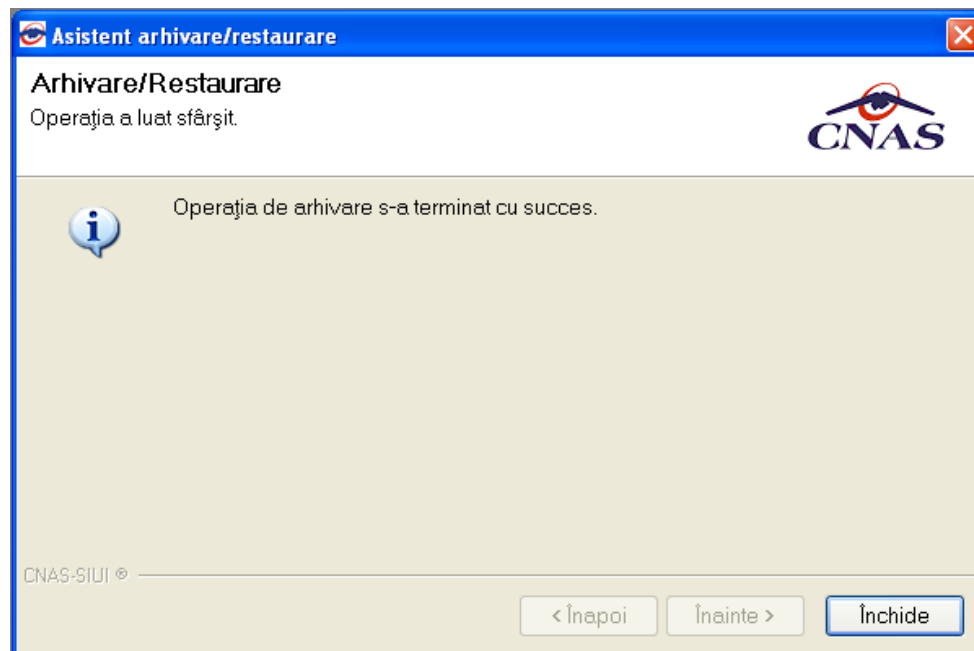 Asistent arhivare/restaurare
Arhivare/Restaurare
Operaţia a luat sfârşit.
CNAS
Operaţia de arhivare s-a terminat cu succes.
CNAS-SIUI ®
< Înapoi
Înainte >
Închide